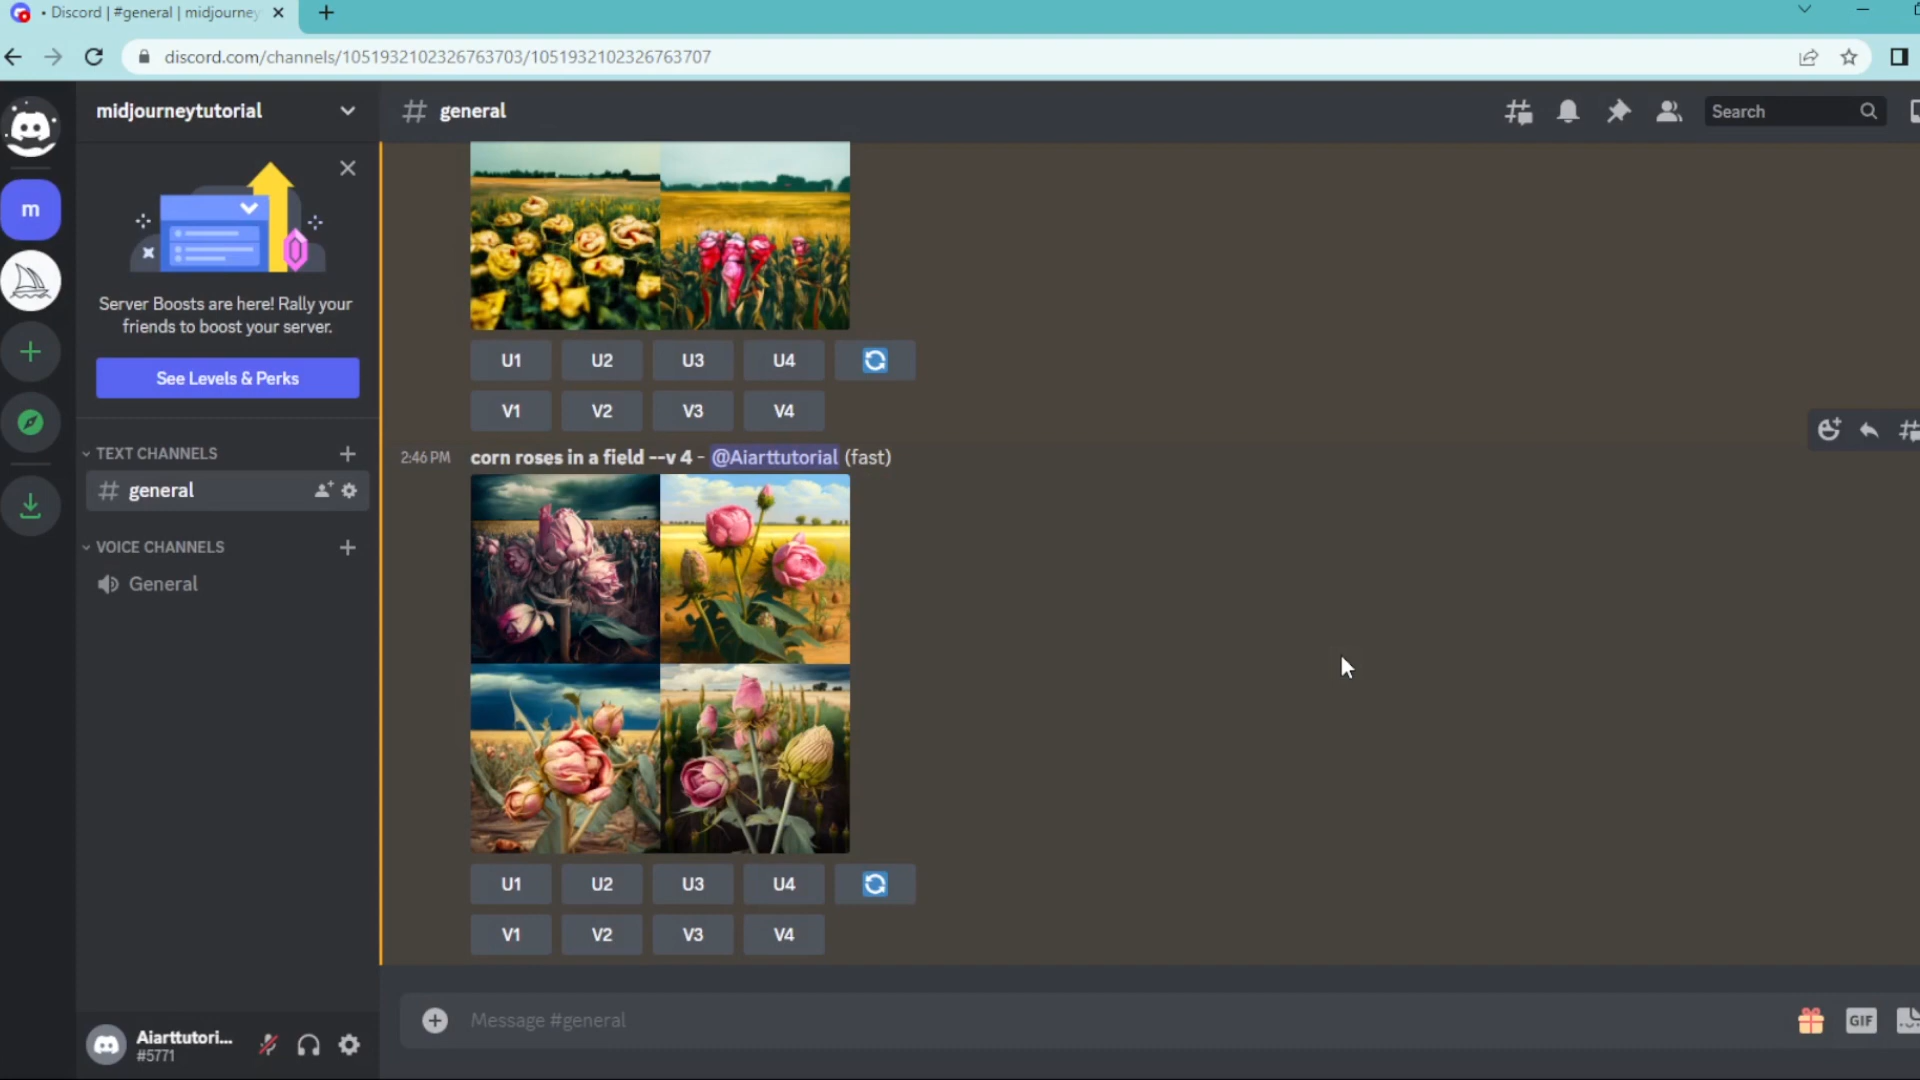 • Discord | #general | midjourney
discord.com/channels/1051932102326763703/1051932102326763707
midjourneytutorial
general
Search
m
Server Boosts are here! Rally your
friends to boost your server.
See Levels & Perks
TEXT CHANNELS
general
VOICE CHANNELS
General
Aiarttutori...
#5771
U1 U2 U3 U4
V1 V2 V3 V4
2:46 PM corn roses in a field --v 4 - @Aiarttutorial (fast)
U1 U2 U3 U4
V1 V2 V3 V4
Message #general
GIF